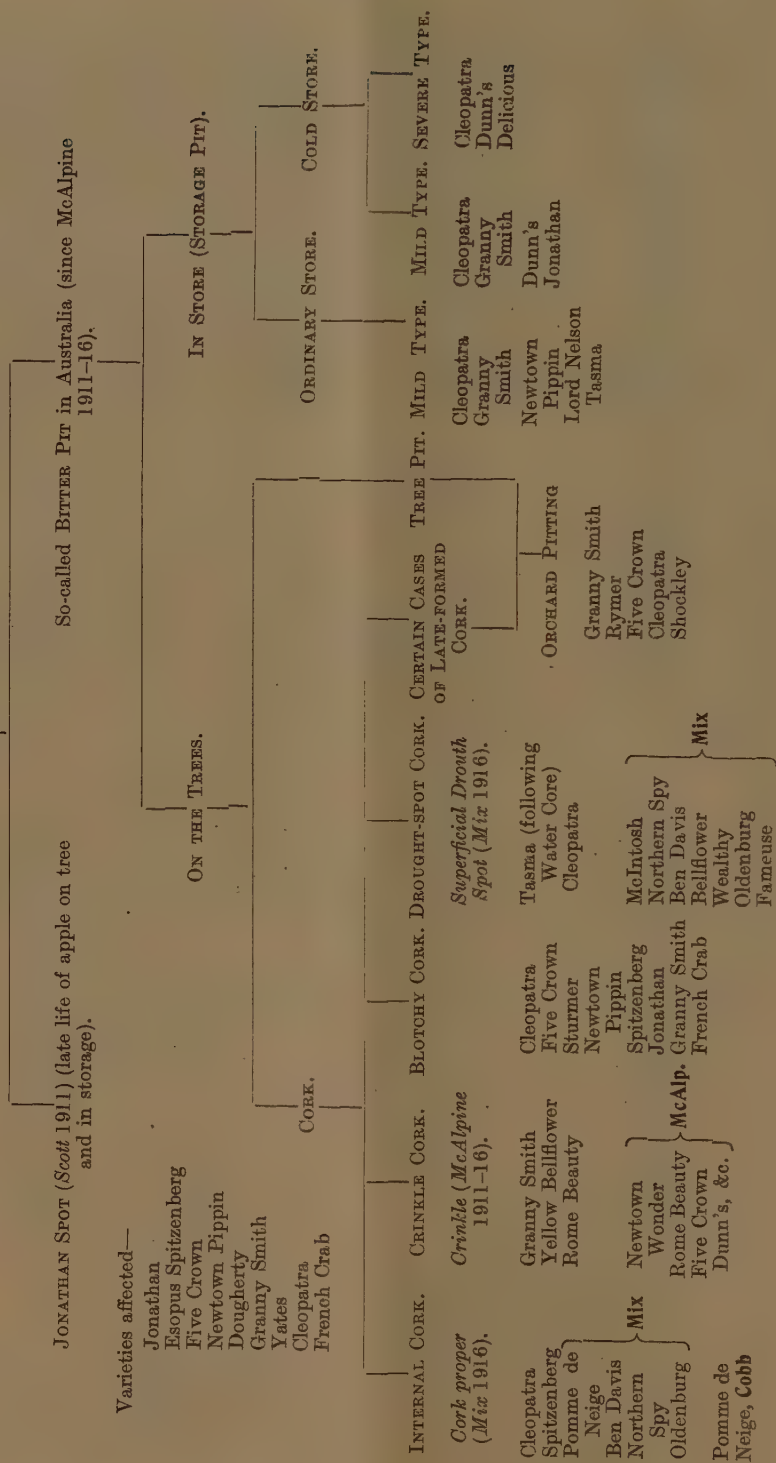 JONATHAN SPOT (Scott 1911) (late life of apple on tree
and in storage).
Varieties affected—
Jonathan
Esopus Spitzenberg
Five Crown
Newtown Pippin
Dougherty
Granny Smith
Yates
Cleopatra
French Crab
So-called BITTER PIT in Australia (since McAlpine
1911–16).
ON THE TREES.
IN STORE (STORAGE PIT).
CORK.
ORDINARY STORE.
COLD STORE.
INTERNAL CORK.
Cork proper
(Mix 1916).
Cleopatra
Spitzenberg
Pomme de
Neige
Ben Davis
Northern
Spy
Oldenburg
Mix
Pomme de
Neige, Cobb
CRINKLE CORK.
Crinkle (McAlpine
1911–16).
Granny Smith
Yellow Bellflower
Rome Beauty
Newtown
Wonder
Rome Beauty
Five Crown
Dunn's, &c.
McAlp.
BLOTCHY CORK.
Cleopatra
Five Crown
Sturmer
Newtown
Pippin
Spitzenberg
Jonathan
Granny Smith
French Crab
DROUGHT-SPOT CORK.
Superficial Drouth
Spot (Mix 1916).
Tasma (following
Water Core)
Cleopatra
McIntosh
Northern Spy
Ben Davis
Bellflower
Wealthy
Oldenburg
Fameuse
Mix
CERTAIN CASES
OF LATE-FORMED
CORK.
TREE PIT.
ORCHARD PITTING
Granny Smith
Rymer
Five Crown
Cleopatra
Shockley
MILD TYPE.
Cleopatra
Granny
Smith
Newtown
Pippin
Lord Nelson
Tasma
MILD TYPE.
Cleopatra
Granny
Smith
Dunn's
Jonathan
SEVERE TYPE.
Cleopatra
Dunn's
Delicious